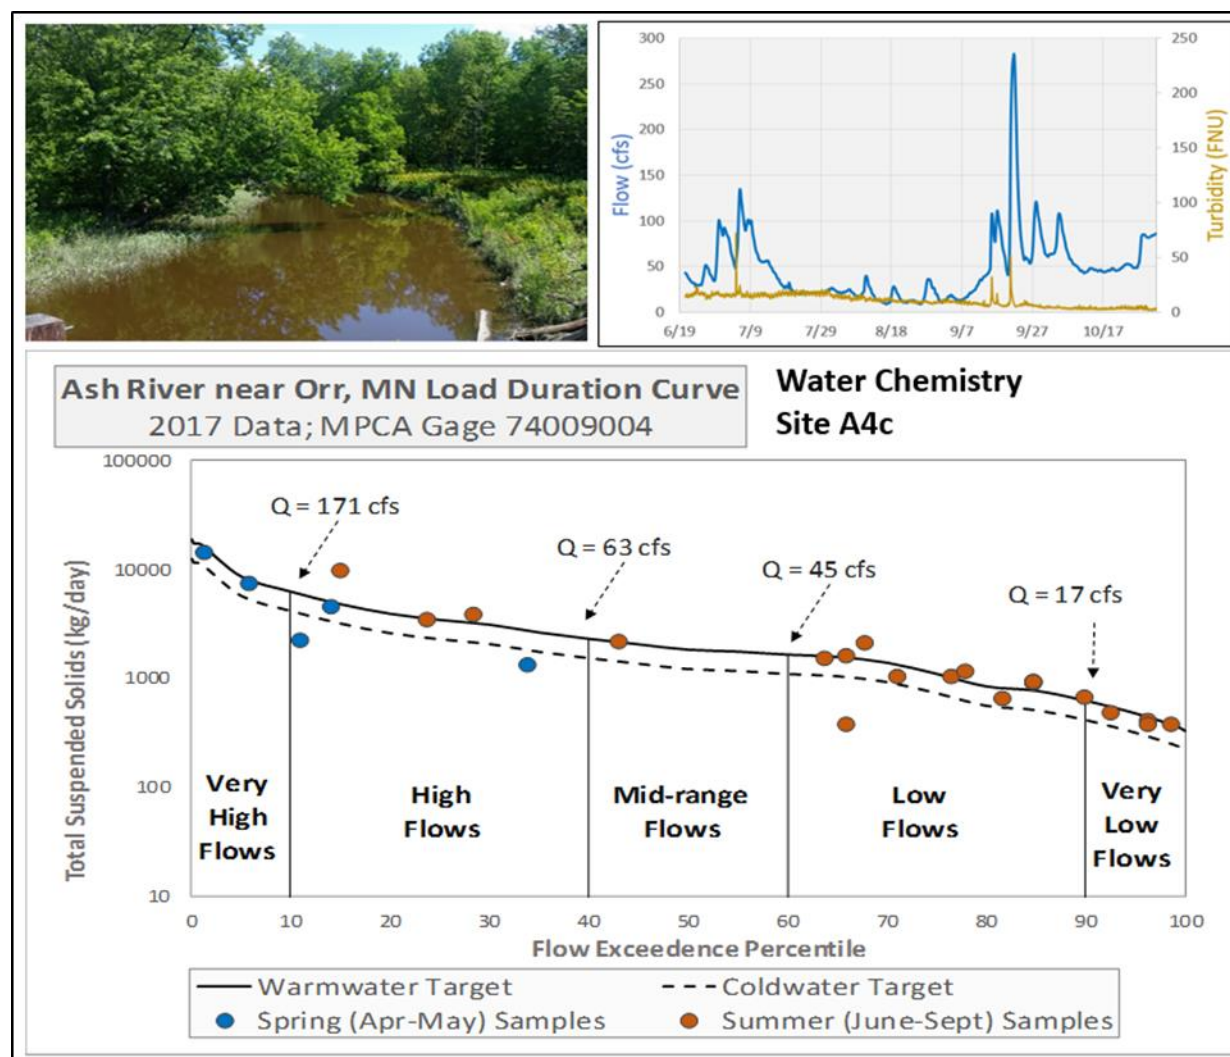 300
250
200
150
100
50
0
Flow (cfs)
6/19
7/9
7/29
8/18
9/7
9/27
10/17
250
200
150
100
50
0
Turbidity (FNU)
Ash River near Orr, MN Load Duration Curve
2017 Data; MPCA Gage 74009004
Water Chemistry
Site A4c
100000
10000
1000
100
10
Total Suspended Solids (kg/day)
Q = 171 cfs
Q = 63 cfs
Q = 45 cfs
Q = 17 cfs
Very
High
Flows
High
Flows
Mid-range
Flows
Low
Flows
Very
Low
Flows
0
10
20
30
40
50
60
70
80
90
100
Flow Exceedence Percentile
Warmwater Target
Coldwater Target
Spring (Apr-May) Samples
Summer (June-Sept) Samples